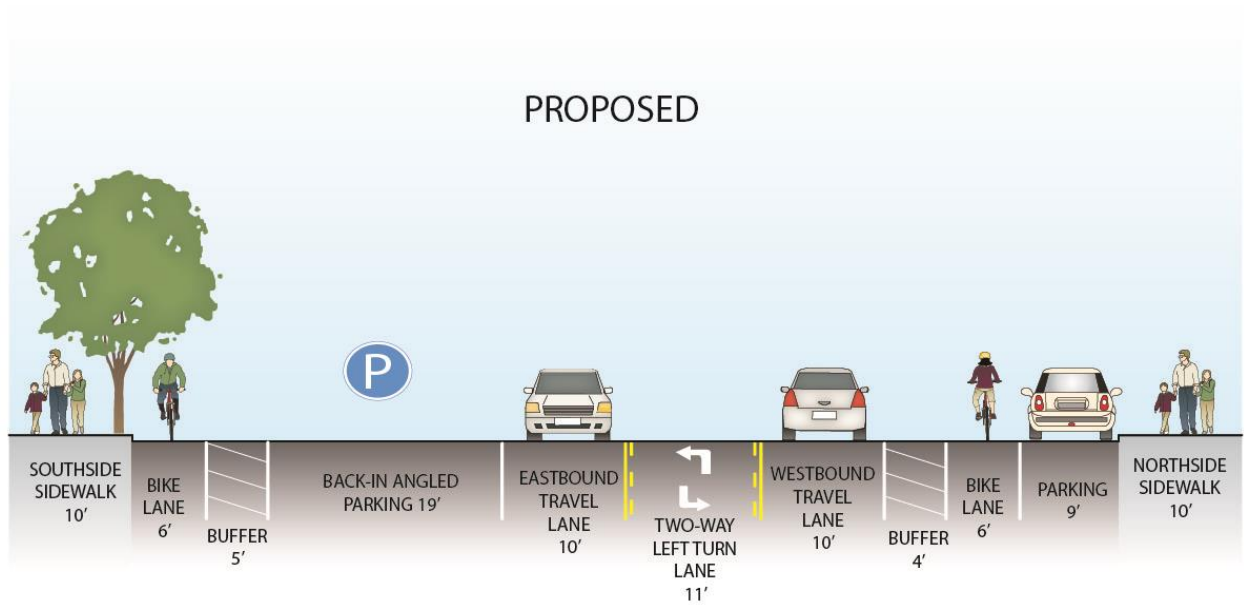 PROPOSED
P
SOUTHSIDE
SIDEWALK
10’
BIKE
LANE
6’
BUFFER
5’
BACK-IN ANGLED
PARKING 19’
EASTBOUND
TRAVEL
LANE
10’
TWO-WAY
LEFT TURN
LANE
11’
WESTBOUND
TRAVEL
LANE
10’
BUFFER
4’
BIKE
LANE
6’
PARKING
9’
NORTHSIDE
SIDEWALK
10’